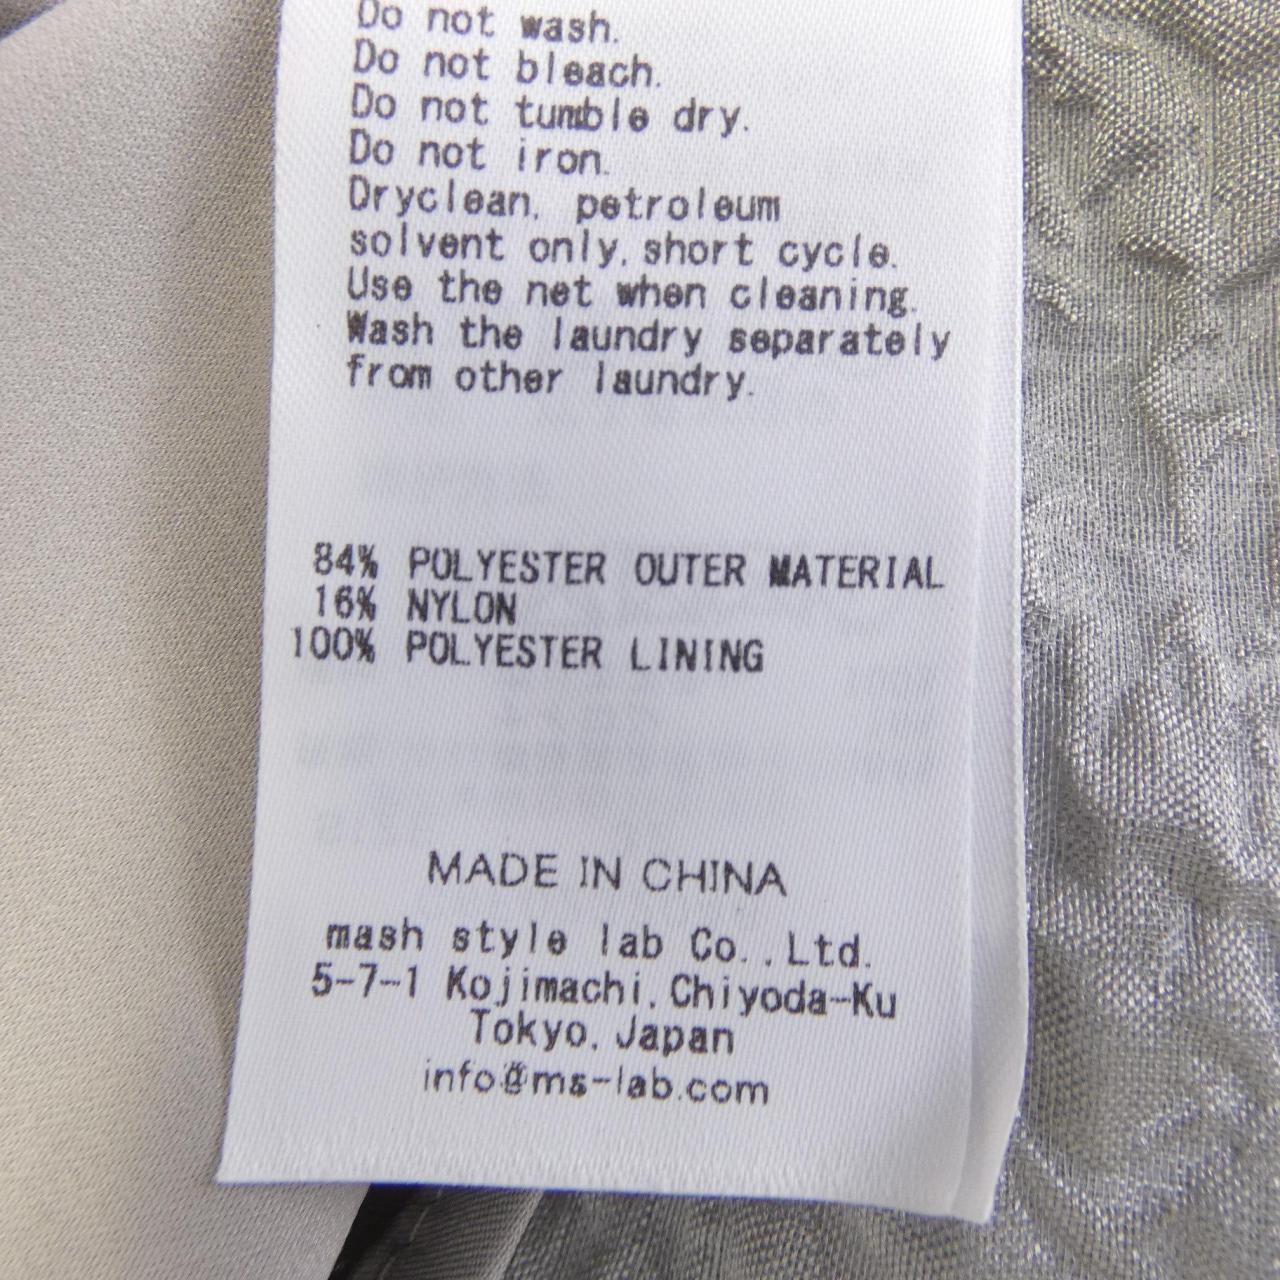 Do not wash.
Do not bleach.
Do not tumble dry.
Do not iron.
Dryclean, petroleum
solvent only, short cycle.
Use the net when cleaning.
Wash the laundry separately
from other laundry.
84% POLYESTER OUTER MATERIAL
16% NYLON
100% POLYESTER LINING
MADE IN CHINA
mash style lab Co.,Ltd.
5-7-1 Kojimachi, Chiyoda-Ku
Tokyo, Japan
info@ms-lab.com